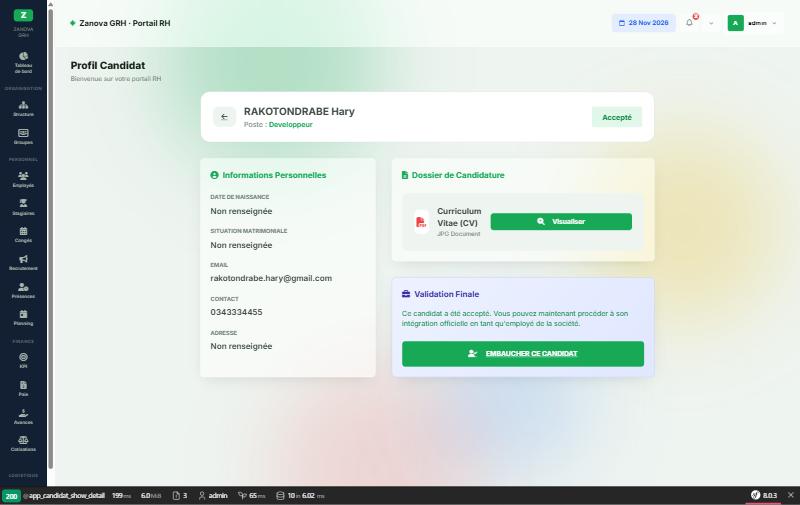 Z
ZANOVA
GRH
Tableau
de bord
ORGANISATION
Structure
Groupes
PERSONNEL
Employés
Stagiaires
Congés
Recrutement
Présences
Planning
FINANCE
KPI
Paie
Avances
Cotisations
LOGISTIQUE
Zanova GRH · Portail RH
28 Nov 2026
A
admin
Profil Candidat
Bienvenue sur votre portail RH
RAKOTONDRABE Hary
Poste : Developpeur
Accepté
Informations Personnelles
DATE DE NAISSANCE
Non renseignée
SITUATION MATRIMONIALE
Non renseignée
EMAIL
rakotondrabe.hary@gmail.com
CONTACT
0343334455
ADRESSE
Non renseignée
Dossier de Candidature
Curriculum
Vitae (CV)
JPG Document
Visualiser
Validation Finale
Ce candidat a été accepté. Vous pouvez maintenant procéder à son
intégration officielle en tant qu'employé de la société.
EMBAUCHER CE CANDIDAT
200 @app_candidat_show_detail 199 ms 6.0 MiB 3 admin 65 ms 10 in 6.02 ms 8.0.3